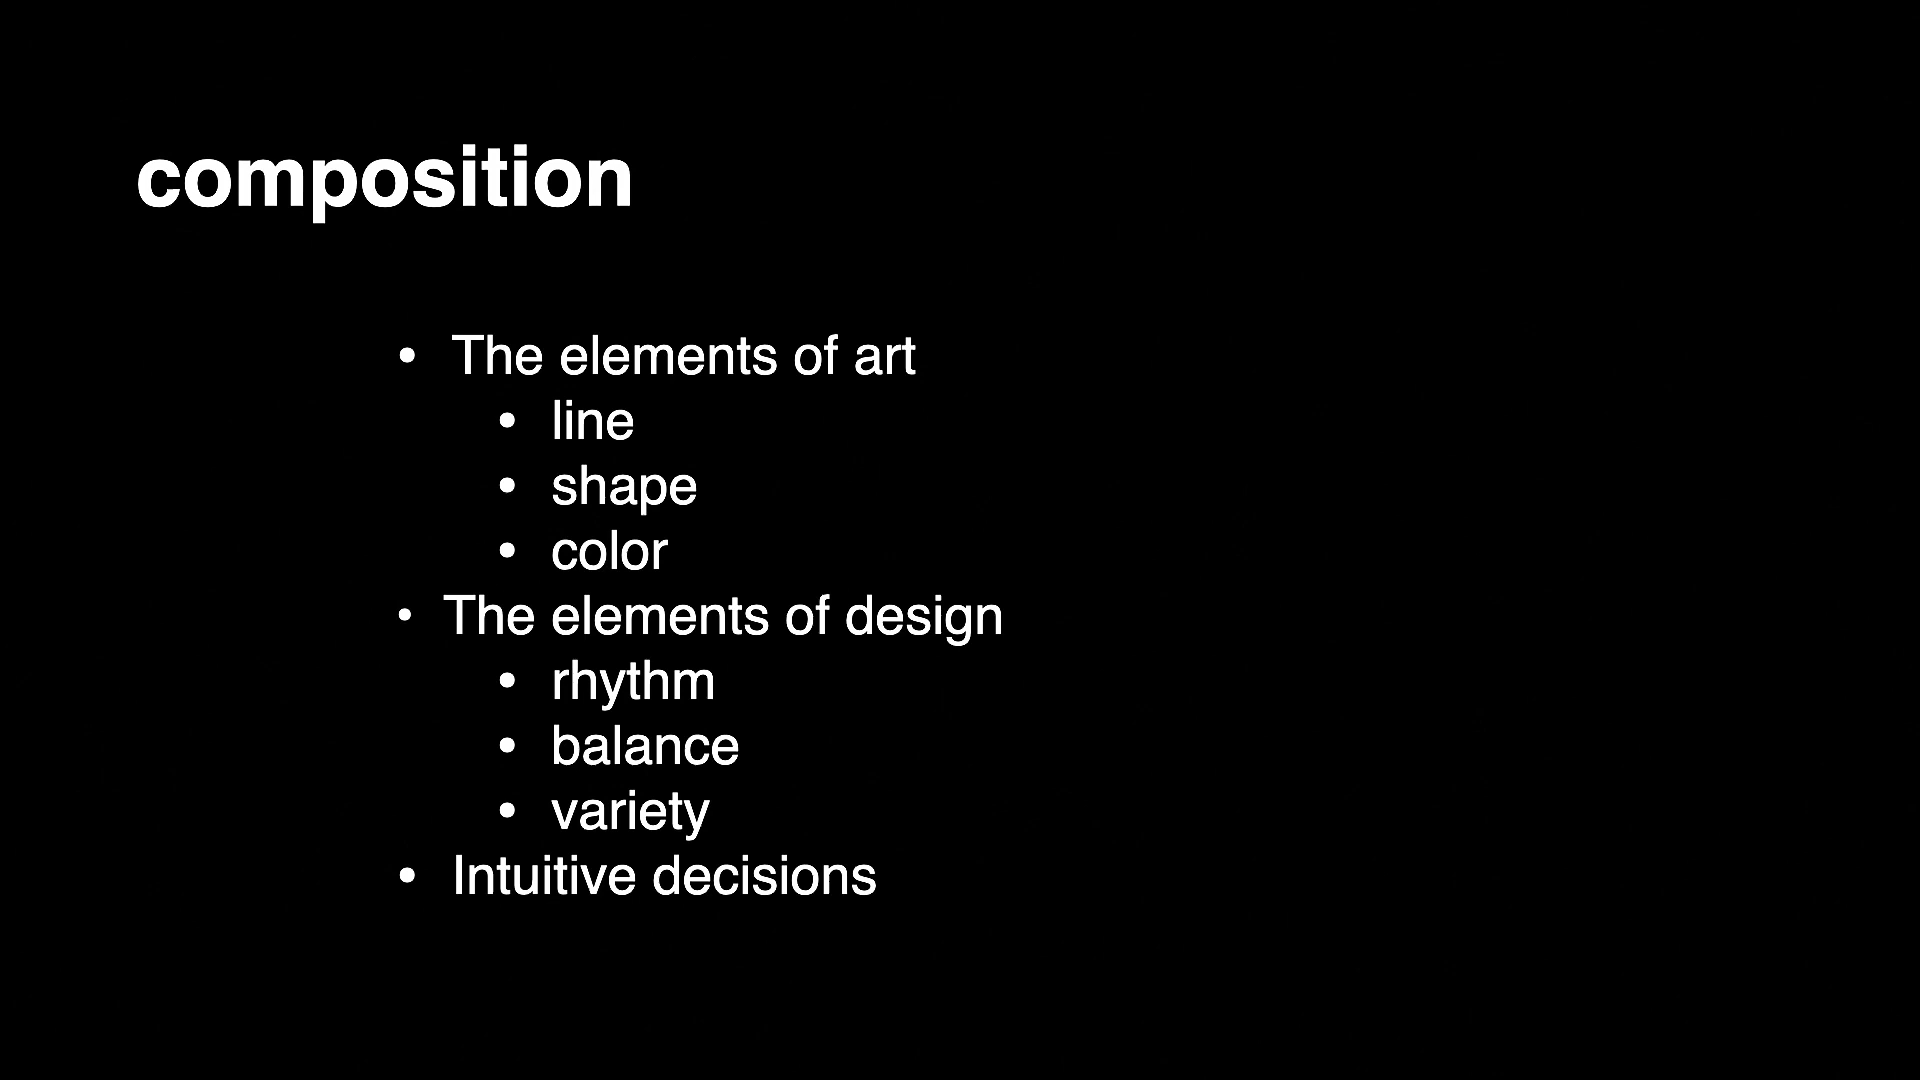 composition
• The elements of art
• line
• shape
• color
• The elements of design
• rhythm
• balance
• variety
• Intuitive decisions